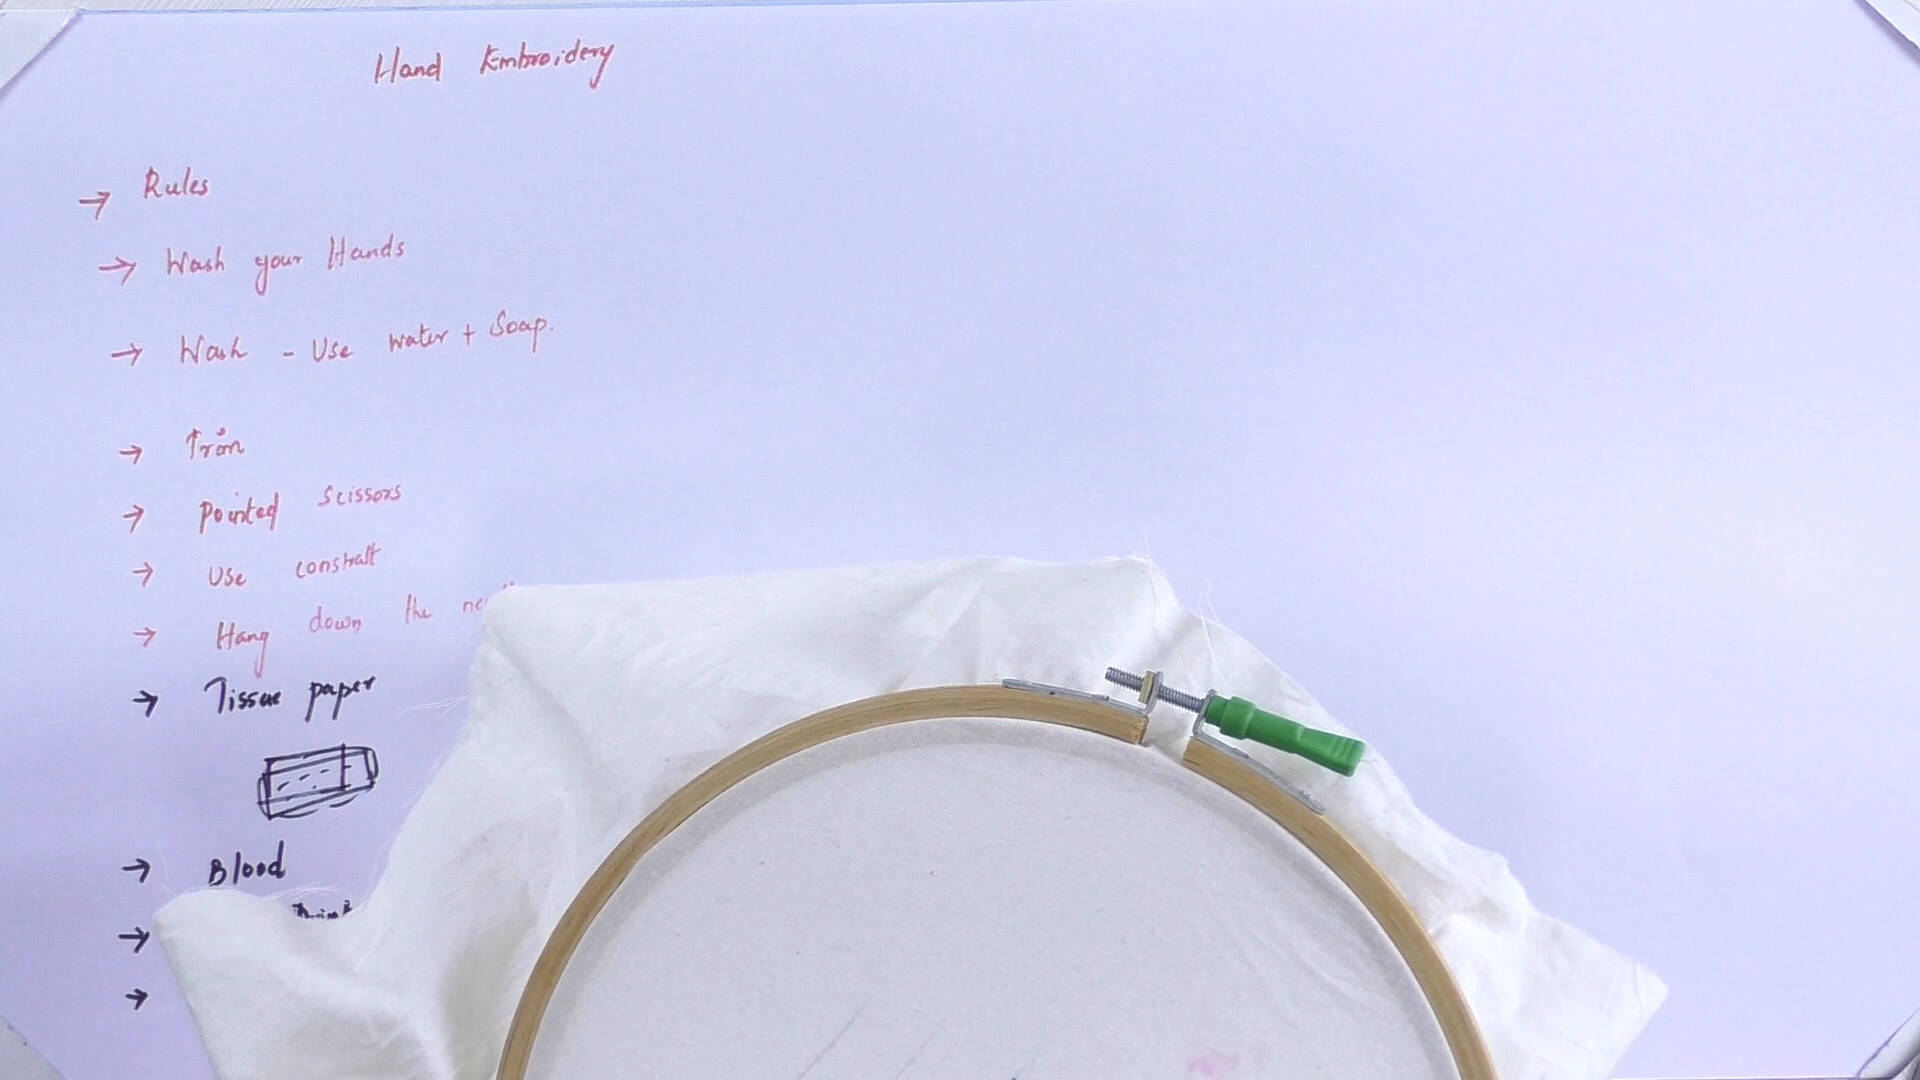 Hand Embroidery
→ Rules
→ Wash your Hands
→ Wash - Use water + Soap.
→ Iron
→ Pointed scissors
→ Use constralt
→ Hang down the
→ Tissue paper
→ Blood
→
→